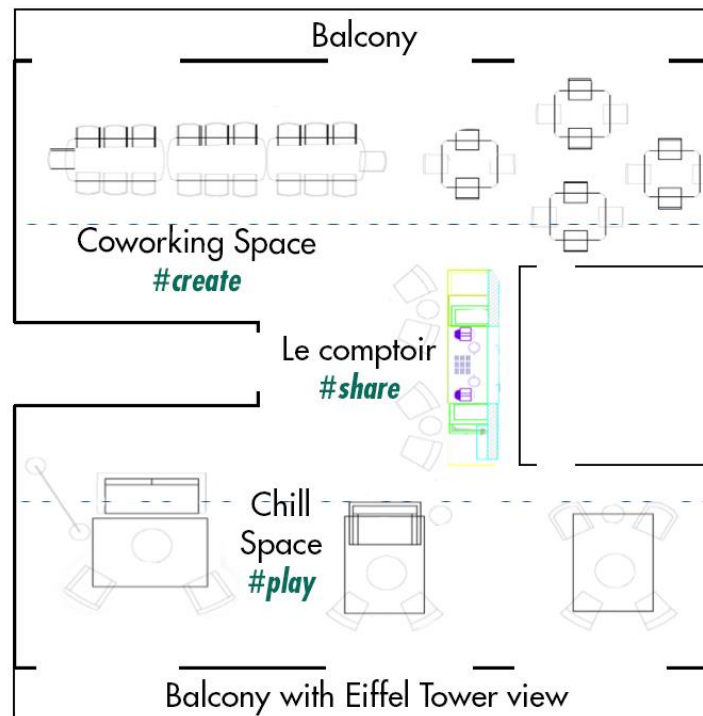 Balcony
Coworking Space
#create
Le comptoir
#share
Chill
Space
#play
Balcony with Eiffel Tower view